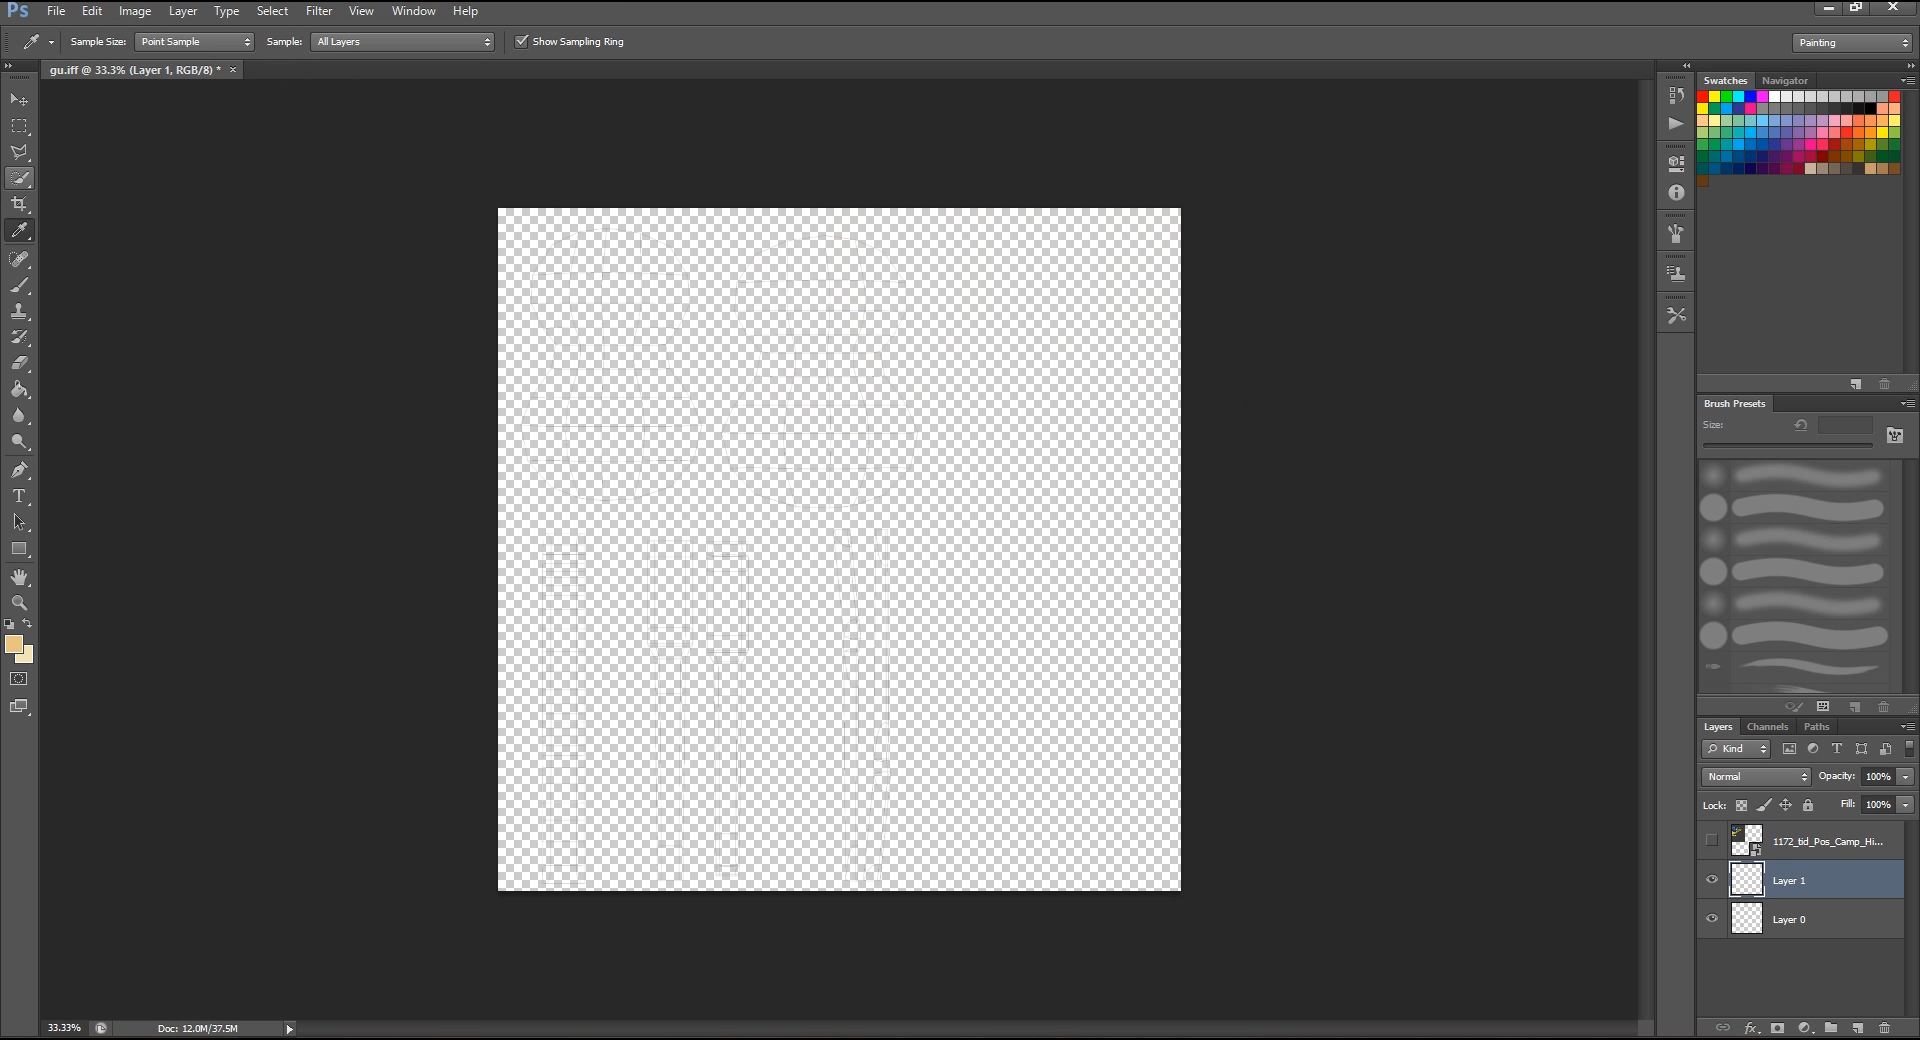 Ps File Edit Image Layer Type Select Filter View Window Help
Sample Size: Point Sample Sample: All Layers Show Sampling Ring Painting
gu.iff @ 33.3% (Layer 1, RGB/8) * ×
Swatches Navigator
Brush Presets
Size:
Layers Channels Paths
Kind
Normal Opacity: 100%
Lock: Fill: 100%
1172_tid_Pos_Camp_Hi...
Layer 1
Layer 0
33.33% Doc: 12.0M/37.5M